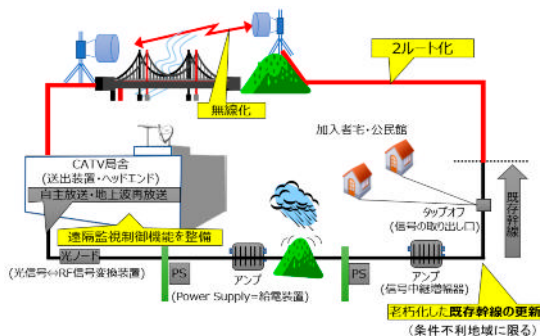 2ルート化
無線化
加入者宅・公民館
CATV局舎
(送出装置・ヘッドエンド)
自主放送・地上波再放送
遠隔監視制御機能を整備
タップオフ
(信号の取り出し口)
既存幹線
光ノード
(光信号⇔RF信号変換装置)
PS
アンプ
(Power Supply=給電装置)
PS
アンプ
(信号中継増幅器)
老朽化した既存幹線の更新
(条件不利地域に限る)